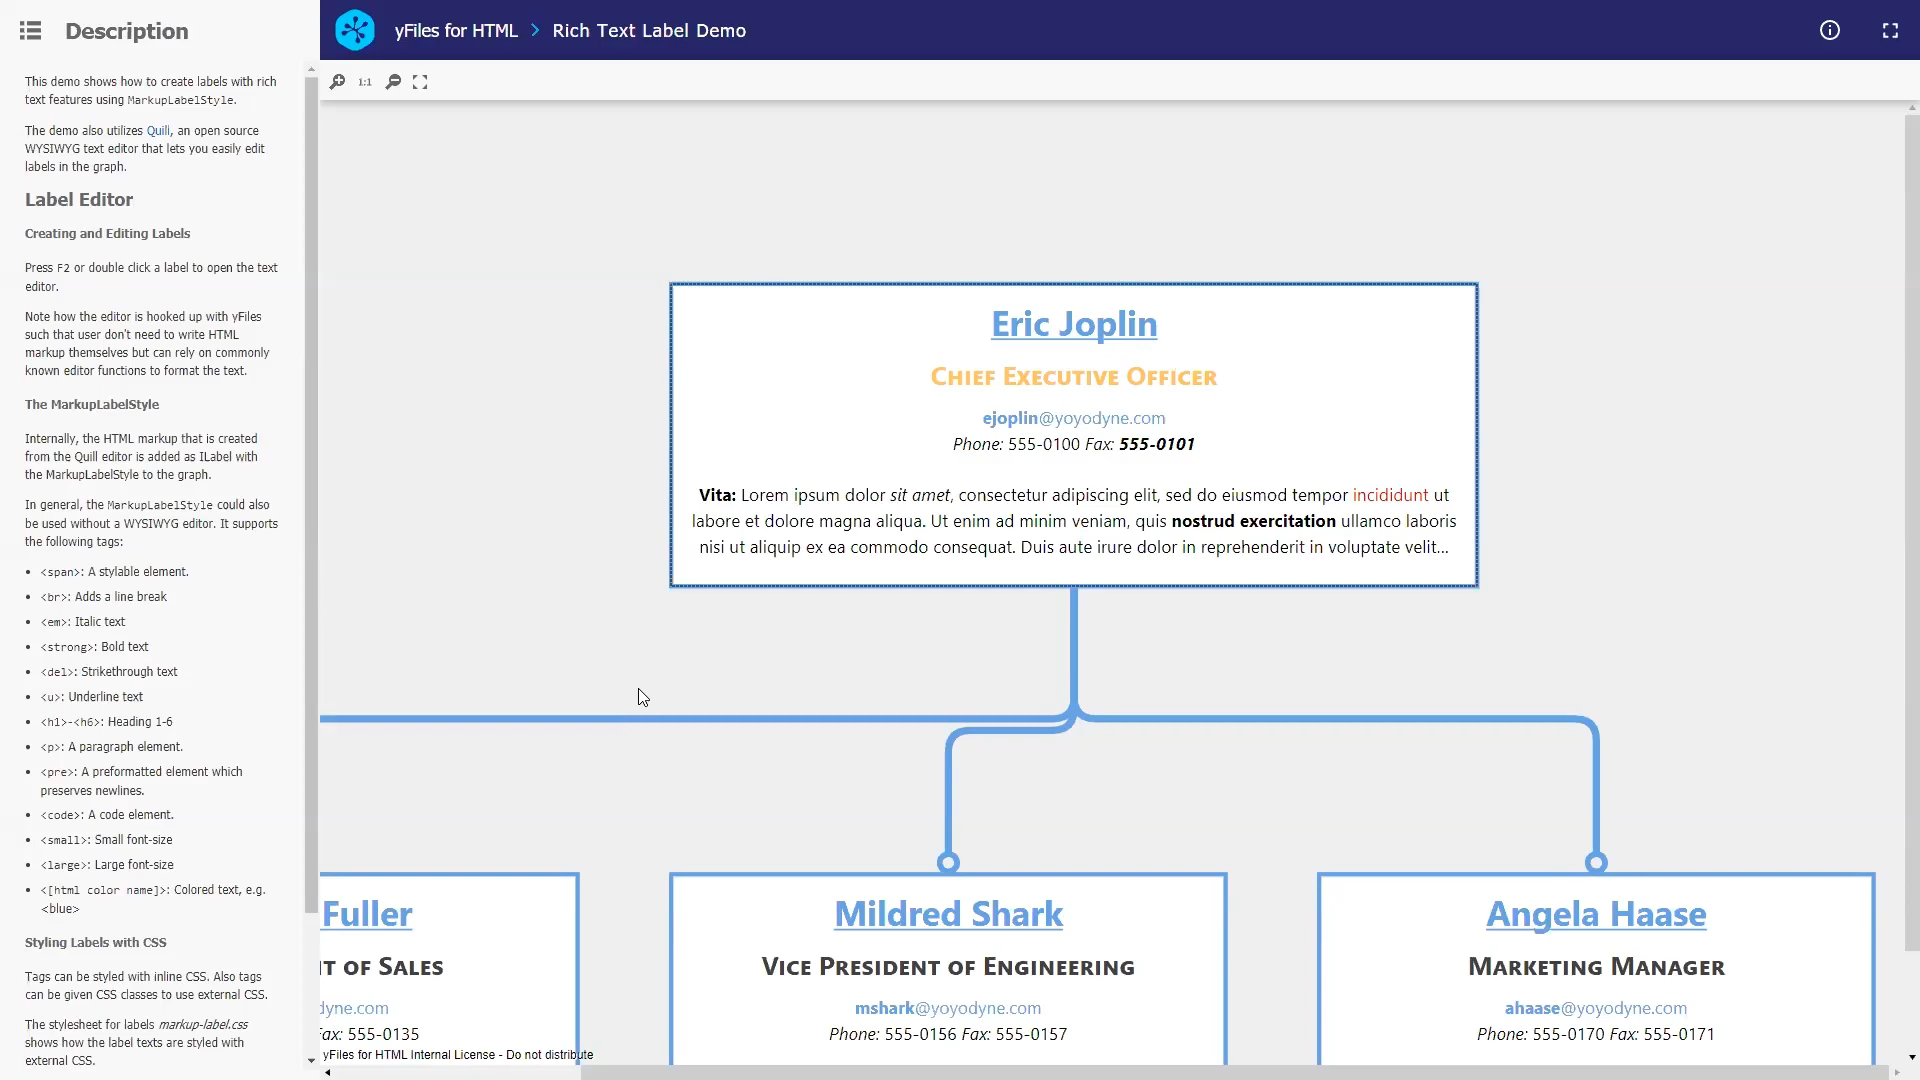 Description
yFiles for HTML > Rich Text Label Demo
1:1
This demo shows how to create labels with rich
text features using MarkupLabelStyle.
The demo also utilizes Quill, an open source
WYSIWYG text editor that lets you easily edit
labels in the graph.
Label Editor
Creating and Editing Labels
Press F2 or double click a label to open the text
editor.
Note how the editor is hooked up with yFiles
such that user don't need to write HTML
markup themselves but can rely on commonly
known editor functions to format the text.
The MarkupLabelStyle
Internally, the HTML markup that is created
from the Quill editor is added as ILabel with
the MarkupLabelStyle to the graph.
In general, the MarkupLabelStyle could also
be used without a WYSIWYG editor. It supports
the following tags:
• <span>: A stylable element.
• <br>: Adds a line break
• <em>: Italic text
• <strong>: Bold text
• <del>: Strikethrough text
• <u>: Underline text
• <h1>-<h6>: Heading 1-6
• <p>: A paragraph element.
• <pre>: A preformatted element which
preserves newlines.
• <code>: A code element.
• <small>: Small font-size
• <large>: Large font-size
• <[html color name]>: Colored text, e.g.
<blue>
Styling Labels with CSS
Tags can be styled with inline CSS. Also tags
can be given CSS classes to use external CSS.
The stylesheet for labels markup-label.css
shows how the label texts are styled with
external CSS.
Eric Joplin
Chief Executive Officer
ejoplin@yoyodyne.com
Phone: 555-0100 Fax: 555-0101
Vita: Lorem ipsum dolor sit amet, consectetur adipiscing elit, sed do eiusmod tempor incididunt ut
labore et dolore magna aliqua. Ut enim ad minim veniam, quis nostrud exercitation ullamco laboris
nisi ut aliquip ex ea commodo consequat. Duis aute irure dolor in reprehenderit in voluptate velit...
Fuller
nt of Sales
dyne.com
Fax: 555-0135
Mildred Shark
Vice President of Engineering
mshark@yoyodyne.com
Phone: 555-0156 Fax: 555-0157
Angela Haase
Marketing Manager
ahaase@yoyodyne.com
Phone: 555-0170 Fax: 555-0171
yFiles for HTML Internal License - Do not distribute